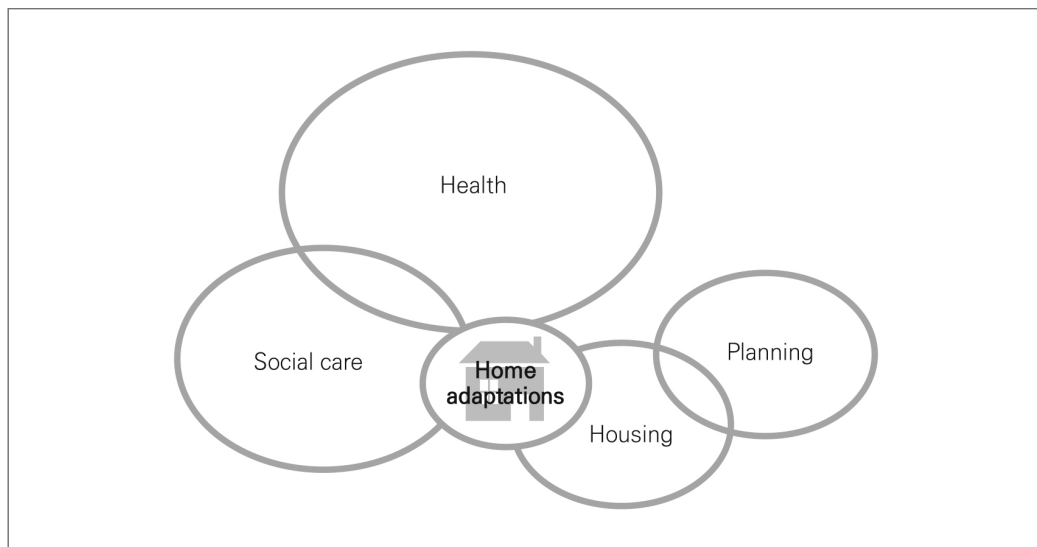 Health
Social care
Home
adaptations
Housing
Planning